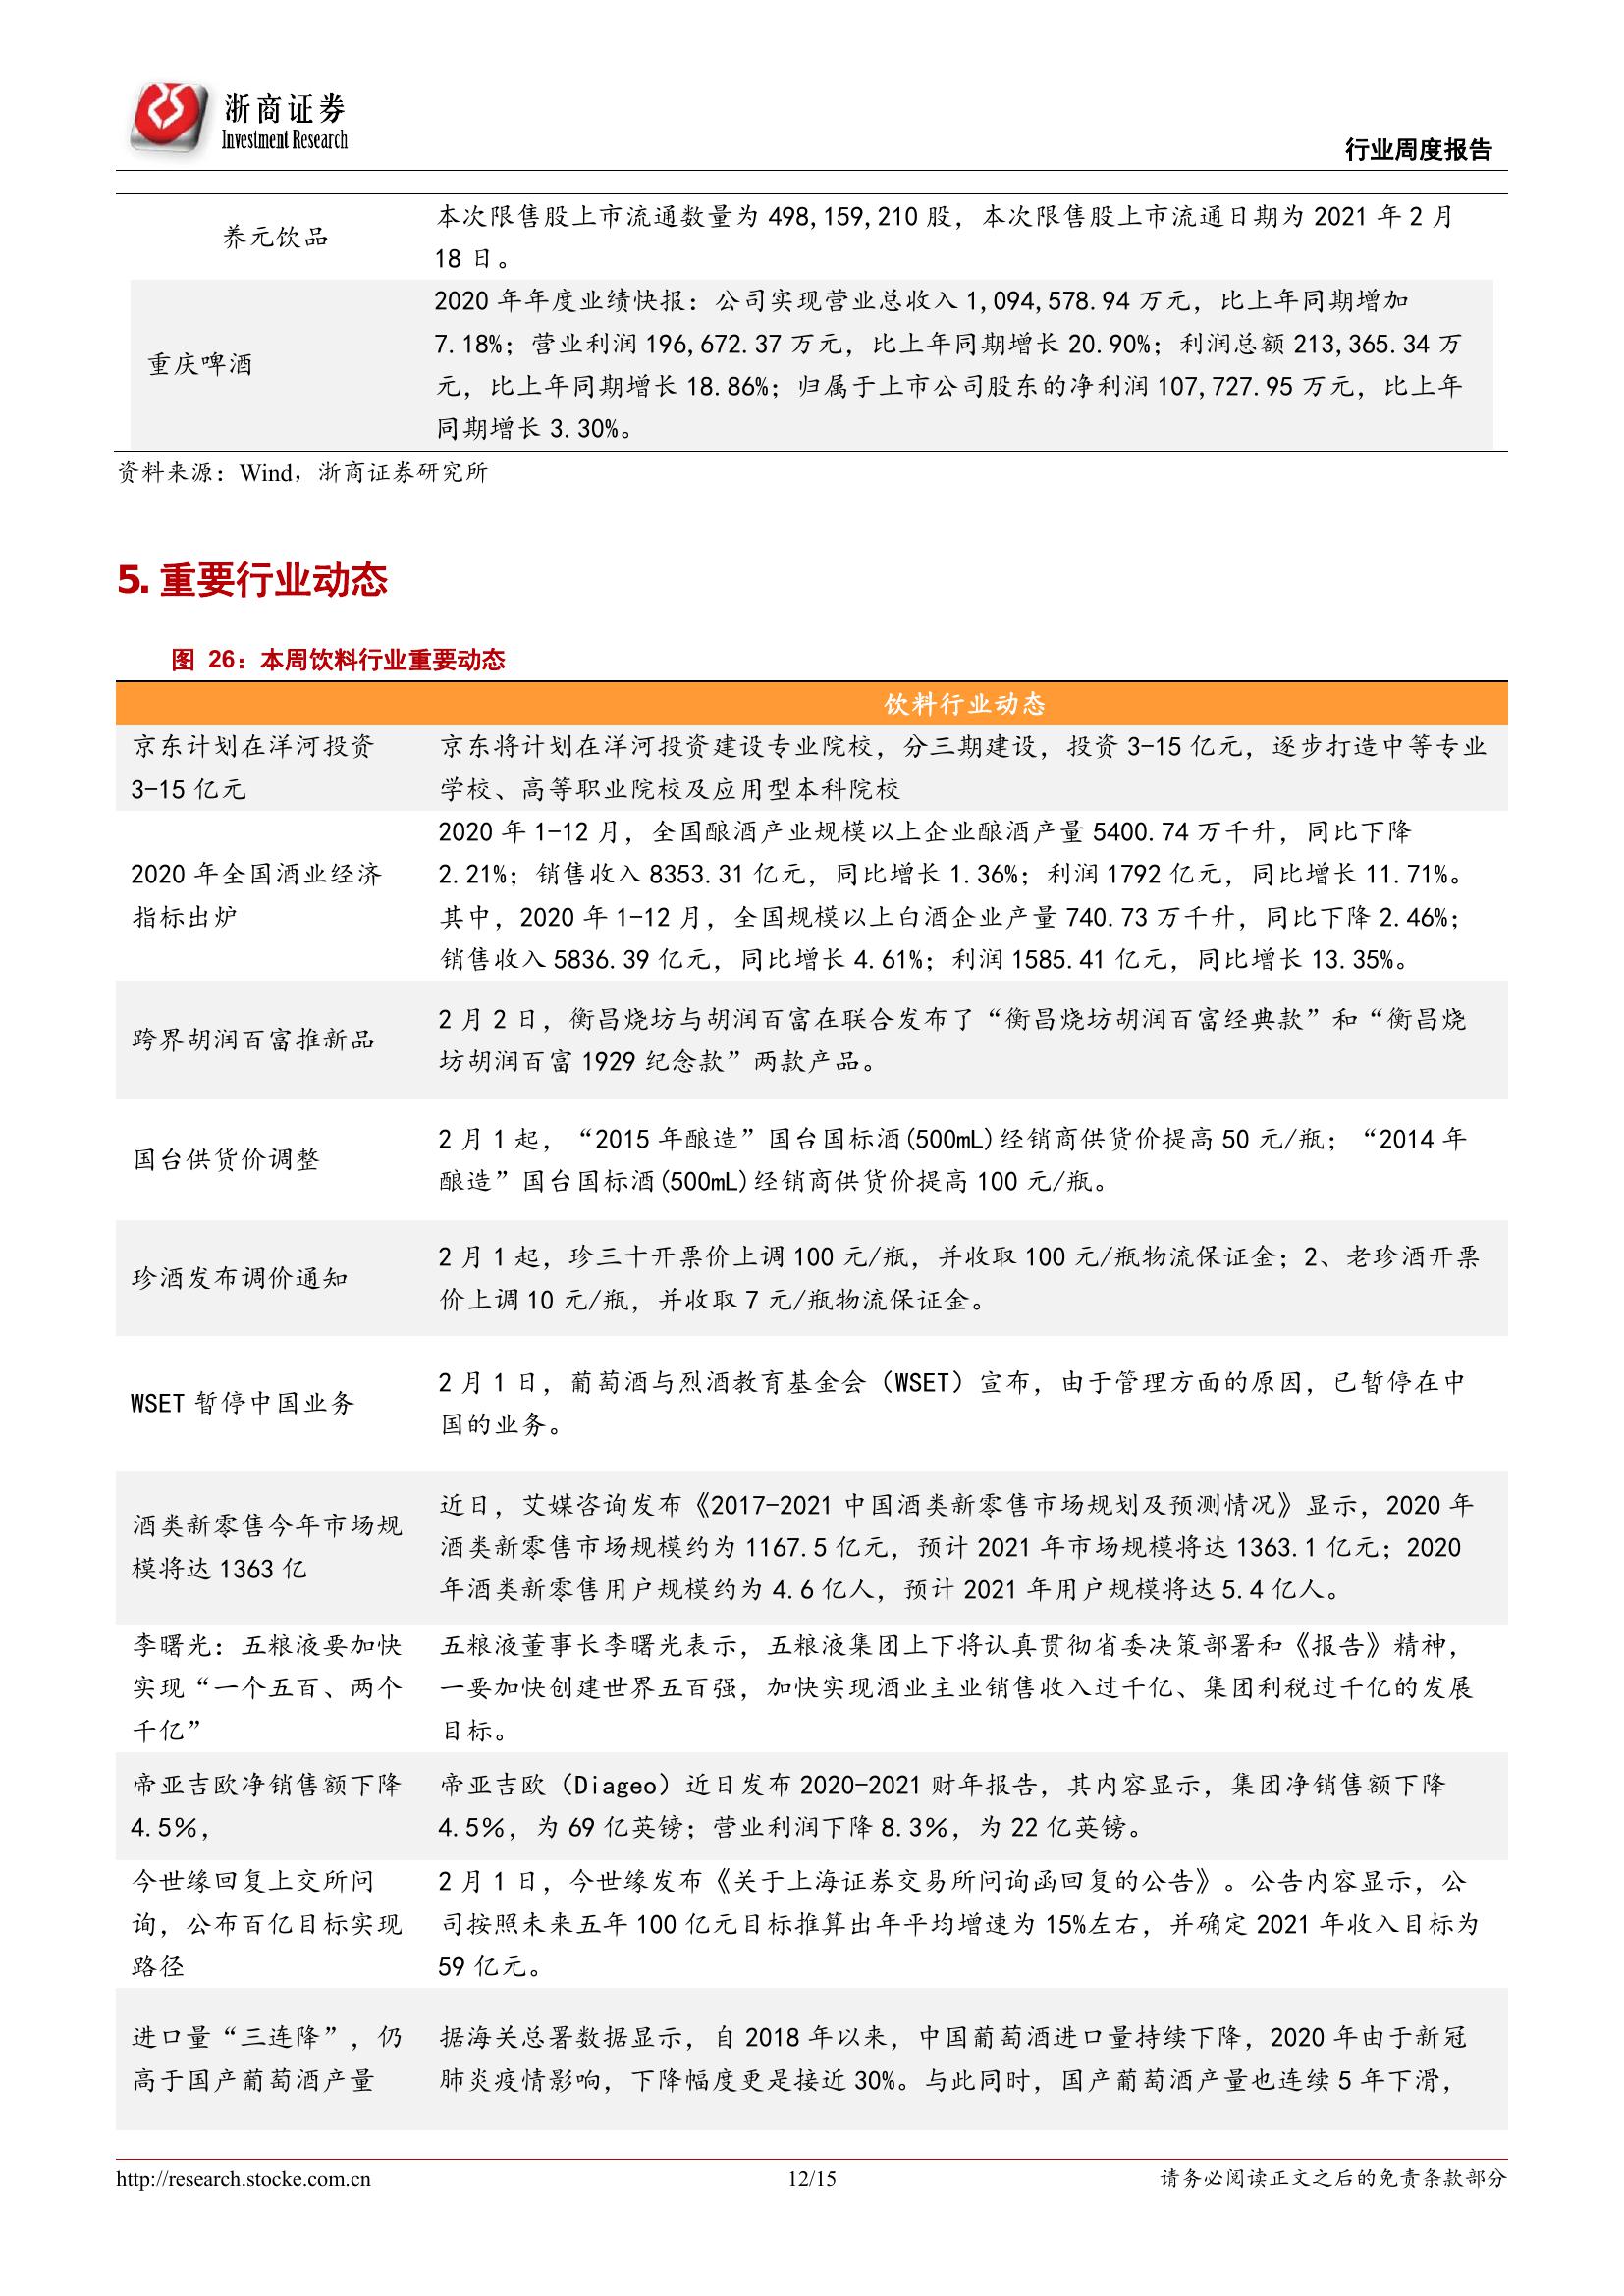 浙商证券
Investment Research
行业周度报告
养元饮品
本次限售股上市流通数量为 498,159,210 股，本次限售股上市流通日期为 2021 年 2 月
18 日。
重庆啤酒
2020 年年度业绩快报：公司实现营业总收入 1,094,578.94 万元，比上年同期增加
7.18%；营业利润 196,672.37 万元，比上年同期增长 20.90%；利润总额 213,365.34 万
元，比上年同期增长 18.86%；归属于上市公司股东的净利润 107,727.95 万元，比上年
同期增长 3.30%。
资料来源：Wind，浙商证券研究所
5. 重要行业动态
图 26：本周饮料行业重要动态
饮料行业动态
京东计划在洋河投资
3-15 亿元
京东将计划在洋河投资建设专业院校，分三期建设，投资 3-15 亿元，逐步打造中等专业
学校、高等职业院校及应用型本科院校
2020 年全国酒业经济
指标出炉
2020 年 1-12 月，全国酿酒产业规模以上企业酿酒产量 5400.74 万千升，同比下降
2.21%；销售收入 8353.31 亿元，同比增长 1.36%；利润 1792 亿元，同比增长 11.71%。
其中，2020 年 1-12 月，全国规模以上白酒企业产量 740.73 万千升，同比下降 2.46%；
销售收入 5836.39 亿元，同比增长 4.61%；利润 1585.41 亿元，同比增长 13.35%。
跨界胡润百富推新品
2 月 2 日，衡昌烧坊与胡润百富在联合发布了“衡昌烧坊胡润百富经典款”和“衡昌烧
坊胡润百富 1929 纪念款”两款产品。
国台供货价调整
2 月 1 起，“2015 年酿造”国台国标酒(500mL)经销商供货价提高 50 元/瓶；“2014 年
酿造”国台国标酒(500mL)经销商供货价提高 100 元/瓶。
珍酒发布调价通知
2 月 1 起，珍三十开票价上调 100 元/瓶，并收取 100 元/瓶物流保证金；2、老珍酒开票
价上调 10 元/瓶，并收取 7 元/瓶物流保证金。
WSET 暂停中国业务
2 月 1 日，葡萄酒与烈酒教育基金会（WSET）宣布，由于管理方面的原因，已暂停在中
国的业务。
酒类新零售今年市场规
模将达 1363 亿
近日，艾媒咨询发布《2017-2021 中国酒类新零售市场规划及预测情况》显示，2020 年
酒类新零售市场规模约为 1167.5 亿元，预计 2021 年市场规模将达 1363.1 亿元；2020
年酒类新零售用户规模约为 4.6 亿人，预计 2021 年用户规模将达 5.4 亿人。
李曙光：五粮液要加快
实现“一个五百、两个
千亿”
五粮液董事长李曙光表示，五粮液集团上下将认真贯彻省委决策部署和《报告》精神，
一要加快创建世界五百强，加快实现酒业主业销售收入过千亿、集团利税过千亿的发展
目标。
帝亚吉欧净销售额下降
4.5%，
帝亚吉欧（Diageo）近日发布 2020-2021 财年报告，其内容显示，集团净销售额下降
4.5%，为 69 亿英镑；营业利润下降 8.3%，为 22 亿英镑。
今世缘回复上交所问
询，公布百亿目标实现
路径
2 月 1 日，今世缘发布《关于上海证券交易所问询函回复的公告》。公告内容显示，公
司按照未来五年 100 亿元目标推算出年平均增速为 15%左右，并确定 2021 年收入目标为
59 亿元。
进口量“三连降”，仍
高于国产葡萄酒产量
据海关总署数据显示，自 2018 年以来，中国葡萄酒进口量持续下降，2020 年由于新冠
肺炎疫情影响，下降幅度更是接近 30%。与此同时，国产葡萄酒产量也连续 5 年下滑，
http://research.stocke.com.cn
12/15
请务必阅读正文之后的免责条款部分